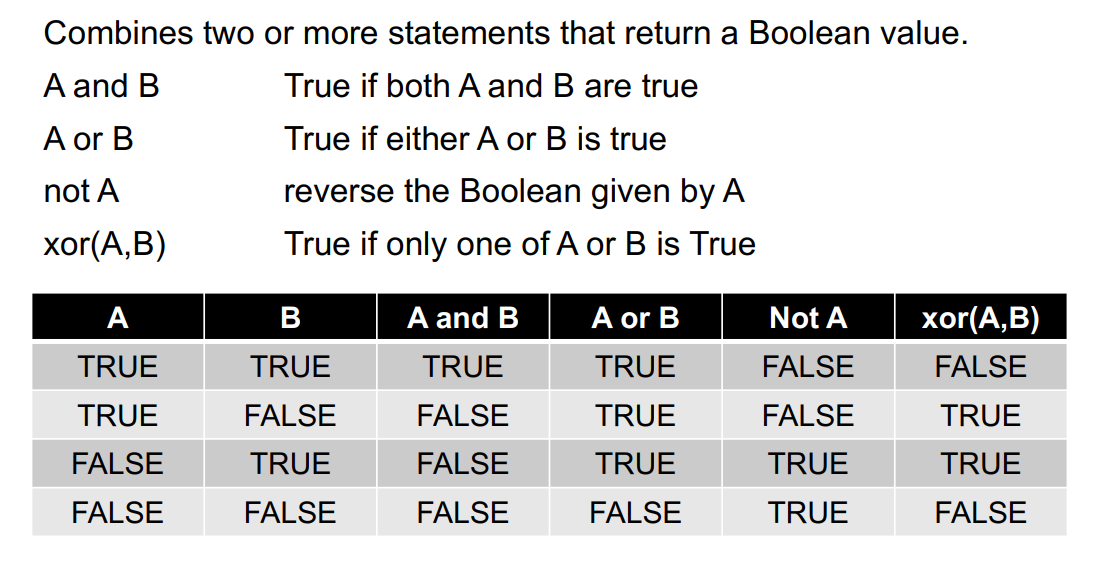 Combines two or more statements that return a Boolean value.
A and B True if both A and B are true
A or B True if either A or B is true
not A reverse the Boolean given by A
xor(A,B) True if only one of A or B is True
A B A and B A or B Not A xor(A,B)
TRUE TRUE TRUE TRUE FALSE FALSE
TRUE FALSE FALSE TRUE FALSE TRUE
FALSE TRUE FALSE TRUE TRUE TRUE
FALSE FALSE FALSE FALSE TRUE FALSE